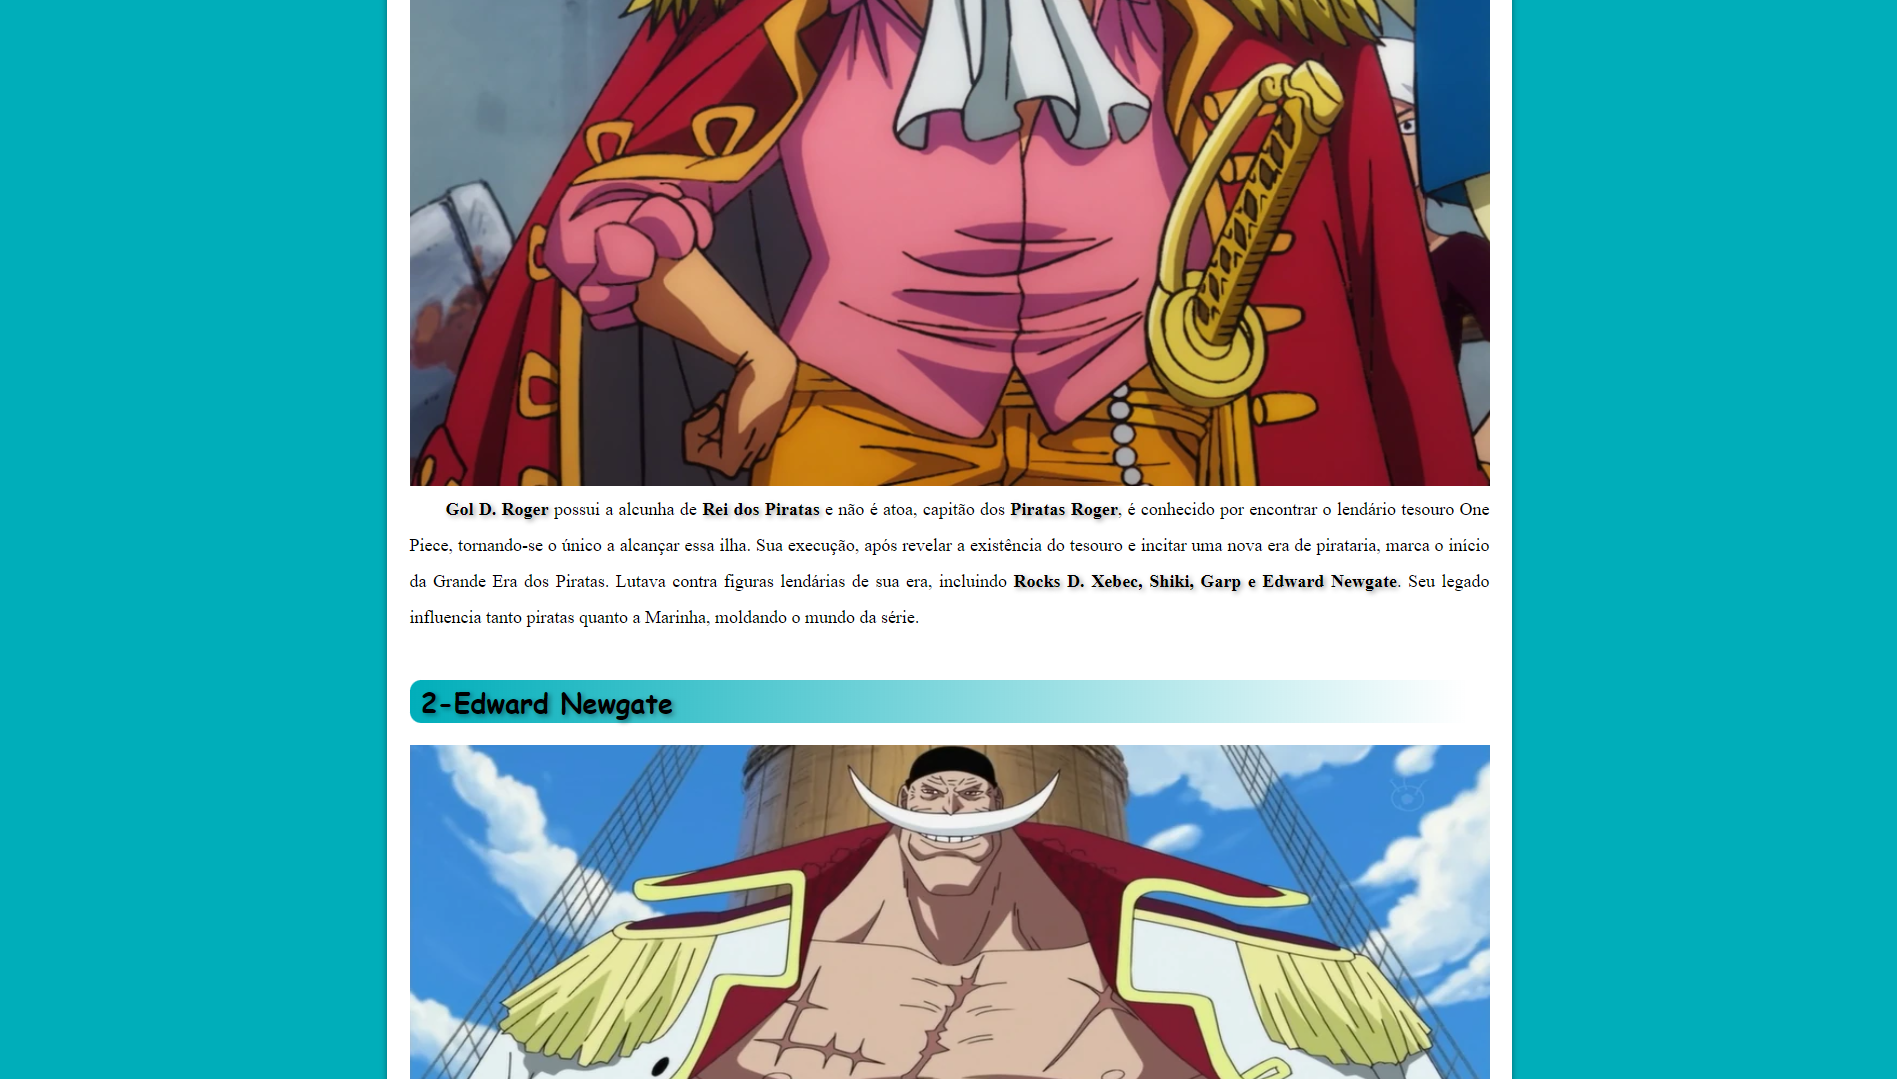 Gol D. Roger possui a alcunha de Rei dos Piratas e não é atoa, capitão dos Piratas Roger, é conhecido por encontrar o lendário tesouro One
Piece, tornando-se o único a alcançar essa ilha. Sua execução, após revelar a existência do tesouro e incitar uma nova era de pirataria, marca o início
da Grande Era dos Piratas. Lutava contra figuras lendárias de sua era, incluindo Rocks D. Xebec, Shiki, Garp e Edward Newgate. Seu legado
influencia tanto piratas quanto a Marinha, moldando o mundo da série.
2-Edward Newgate